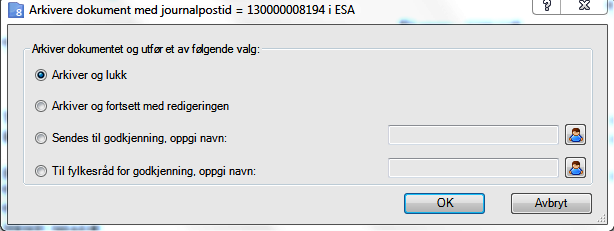 Arkivere dokument med journalpostid = 130000008194 i ESA
Arkiver dokumentet og utfør et av følgende valg:
Arkiver og lukk
Arkiver og fortsett med redigeringen
Sendes til godkjenning, oppgi navn:
Til fylkesråd for godkjenning, oppgi navn:
OK Avbryt